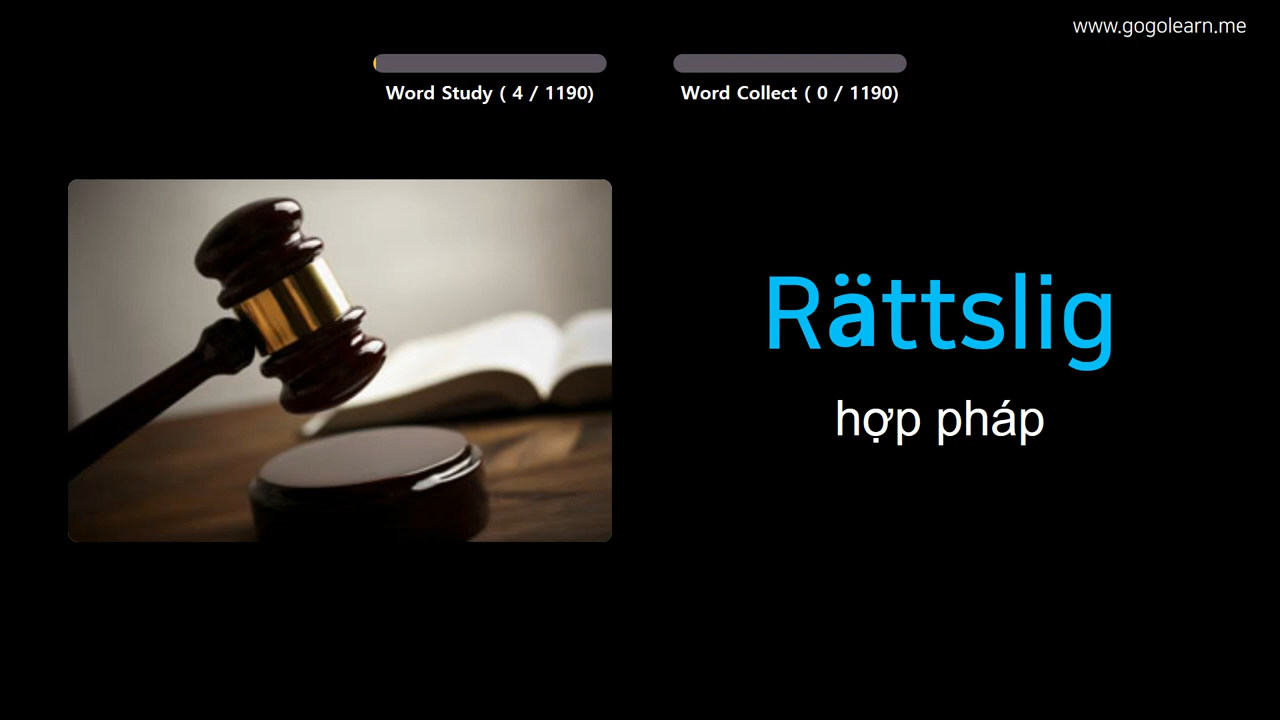 www.gogolearn.me
Word Study ( 4 / 1190)
Word Collect ( 0 / 1190)
Rättslig
hợp pháp